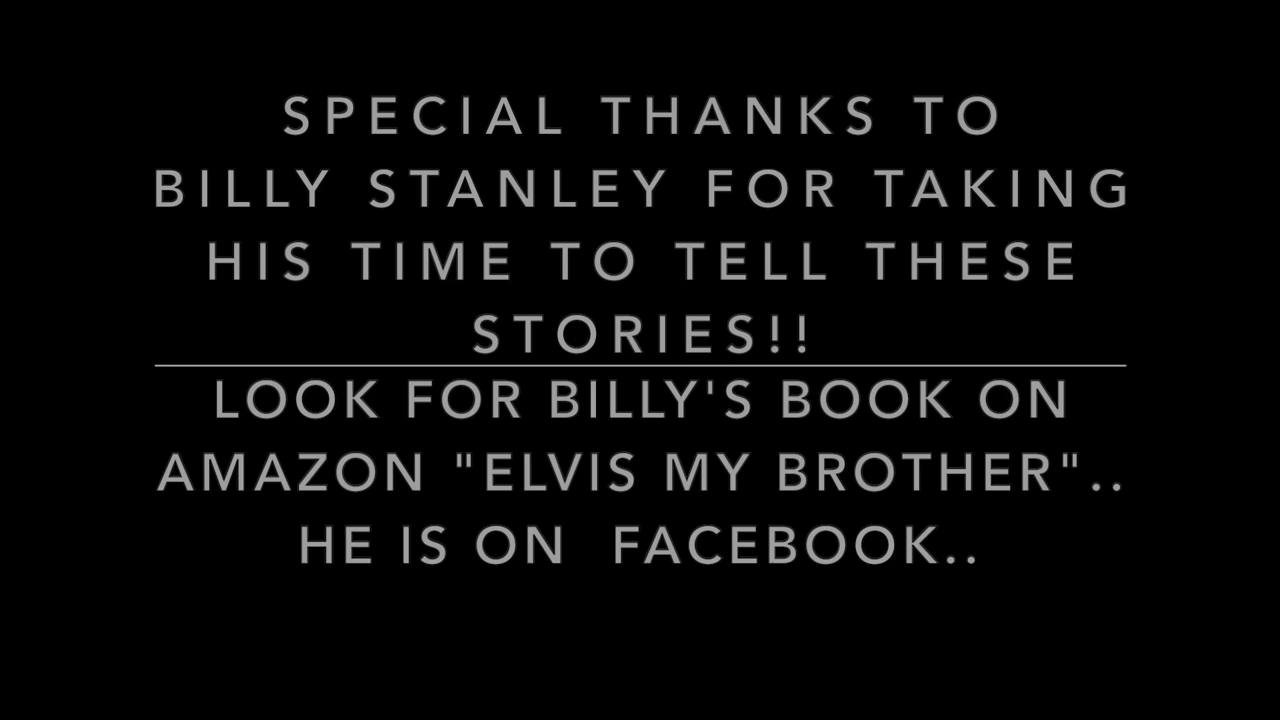 SPECIAL THANKS TO
BILLY STANLEY FOR TAKING
HIS TIME TO TELL THESE
STORIES!!
LOOK FOR BILLY'S BOOK ON
AMAZON "ELVIS MY BROTHER"..
HE IS ON  FACEBOOK..